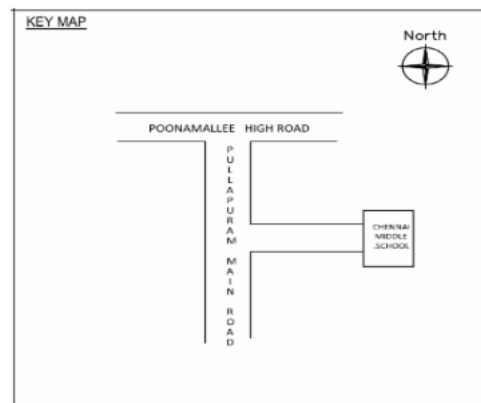 KEY MAP
North
POONAMALLEE HIGH ROAD
PULLAPURAM MAIN ROAD
CHENNAI
MIDDLE
.SCHOOL